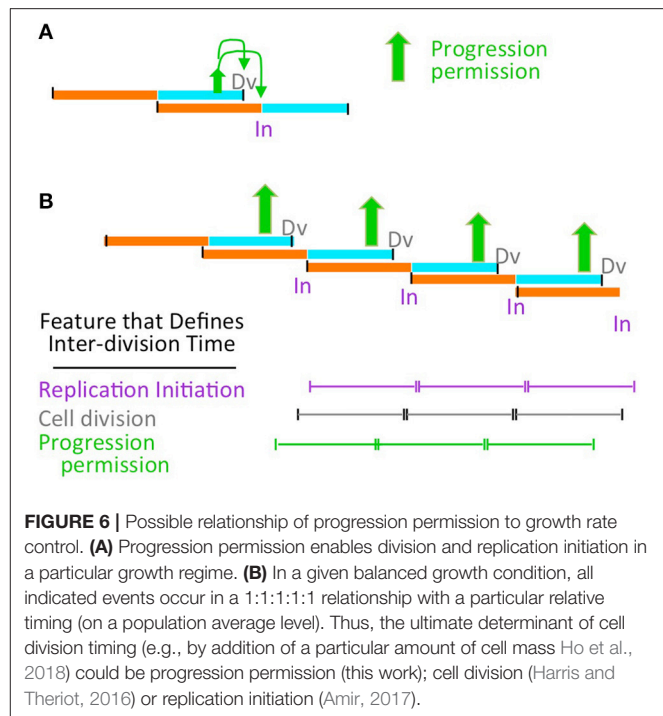 A
Dv
In
Progression
permission
B
Dv
Dv
Dv
Dv
In
In
In
In
Feature that Defines
Inter-division Time
Replication Initiation
Cell division
Progression
permission
FIGURE 6 | Possible relationship of progression permission to growth rate
control. (A) Progression permission enables division and replication initiation in
a particular growth regime. (B) In a given balanced growth condition, all
indicated events occur in a 1:1:1:1:1 relationship with a particular relative
timing (on a population average level). Thus, the ultimate determinant of cell
division timing (e.g., by addition of a particular amount of cell mass Ho et al.,
2018) could be progression permission (this work); cell division (Harris and
Theriot, 2016) or replication initiation (Amir, 2017).